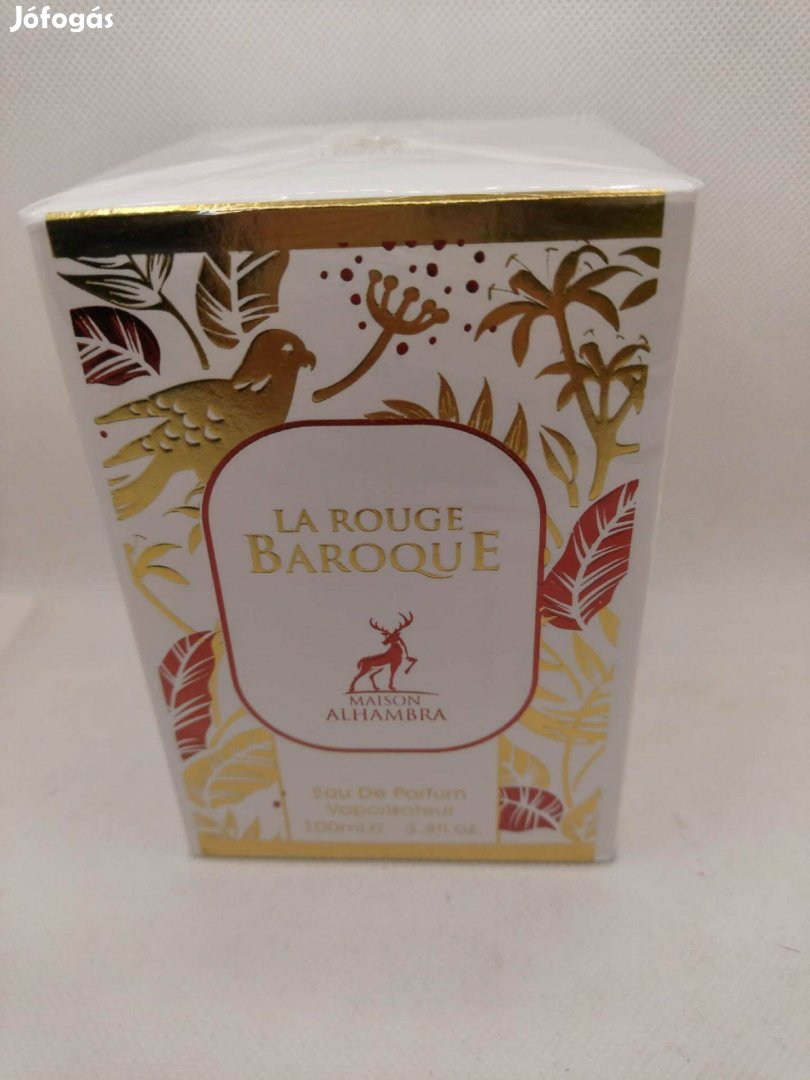 Jófogás
LA ROUGE
BAROQUE
MAISON
ALHAMBRA
Eau De Parfum
Vaporisateur
100ml.e 3.4fl.oz.